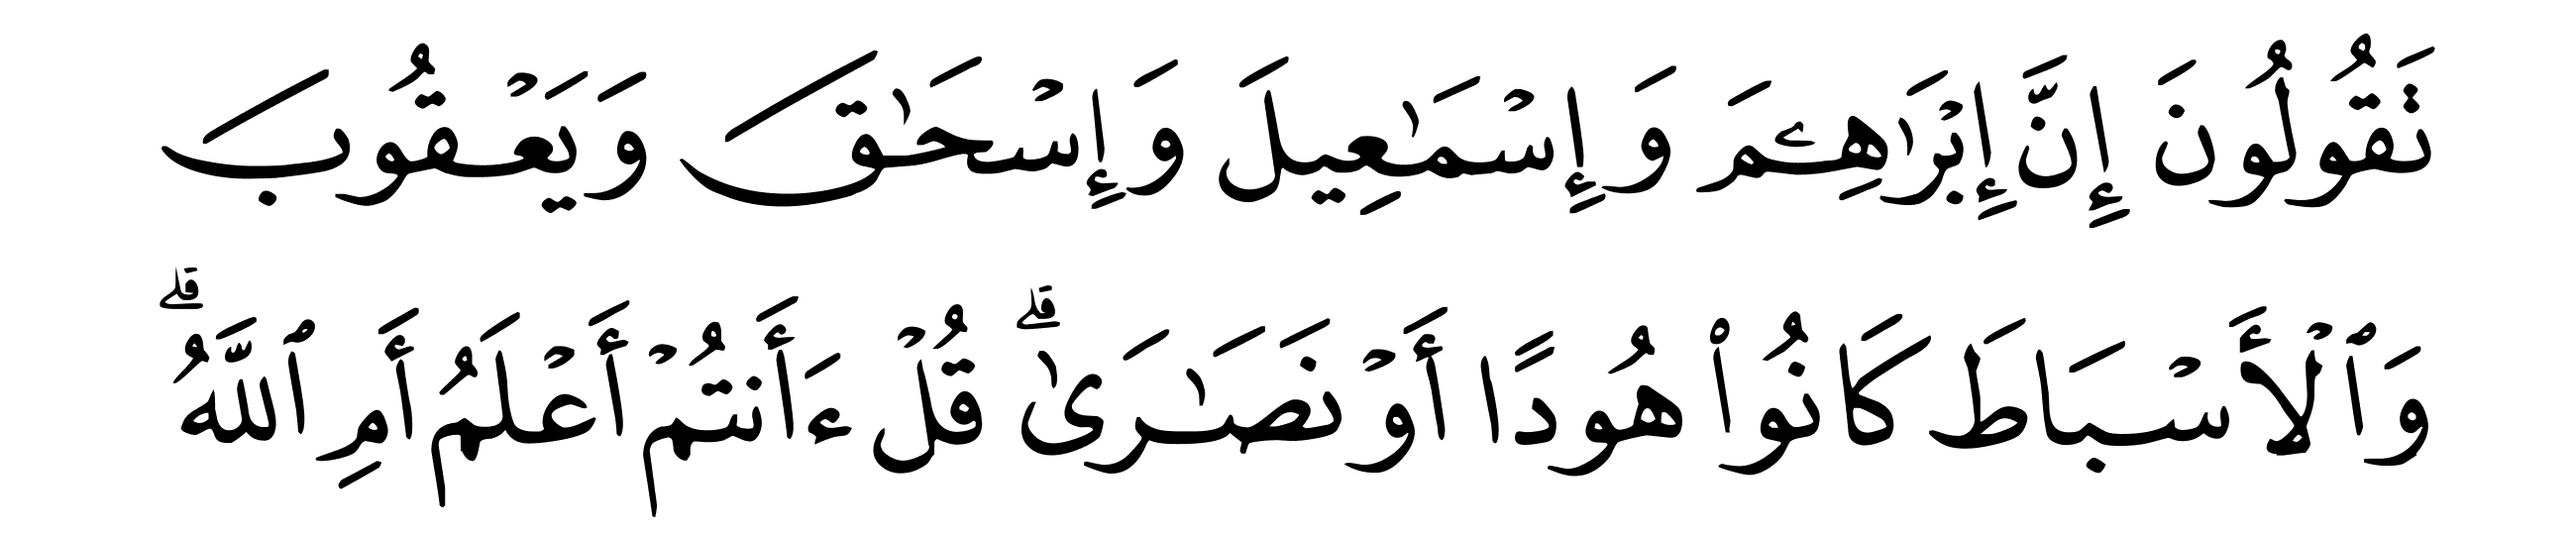 تَقُولُونَ إِنَّ إِبۡرَٰهِـۧمَ وَإِسۡمَٰعِيلَ وَإِسۡحَٰقَ وَيَعۡقُوبَ
وَٱلۡأَسۡبَاطَ كَانُواْ هُودًا أَوۡ نَصَٰرَىٰۗ قُلۡ ءَأَنتُمۡ أَعۡلَمُ أَمِ ٱللَّهُۗ